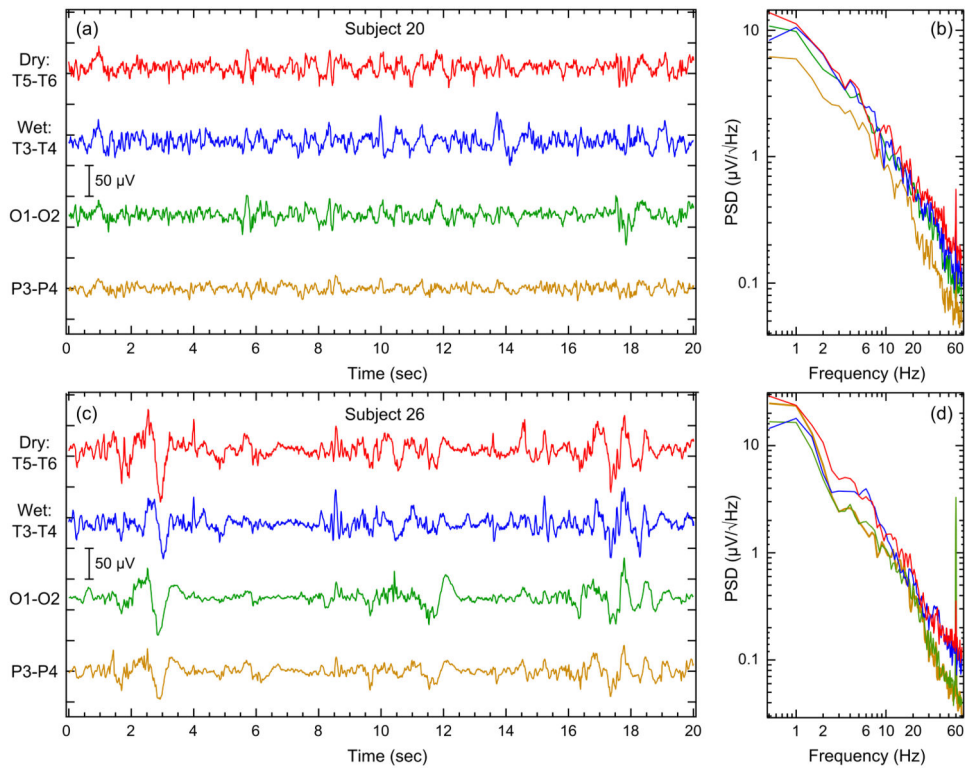 (a)
Subject 20
Dry:
T5-T6
Wet:
T3-T4
50 µV
O1-O2
P3-P4
0 2 4 6 8 10 12 14 16 18 20
Time (sec)
(b)
PSD (µV/√Hz)
10
1
0.1
1 2 6 10 20 60
Frequency (Hz)
(c)
Subject 26
Dry:
T5-T6
Wet:
T3-T4
50 µV
O1-O2
P3-P4
0 2 4 6 8 10 12 14 16 18 20
Time (sec)
(d)
PSD (µV/√Hz)
10
1
0.1
1 2 6 10 20 60
Frequency (Hz)